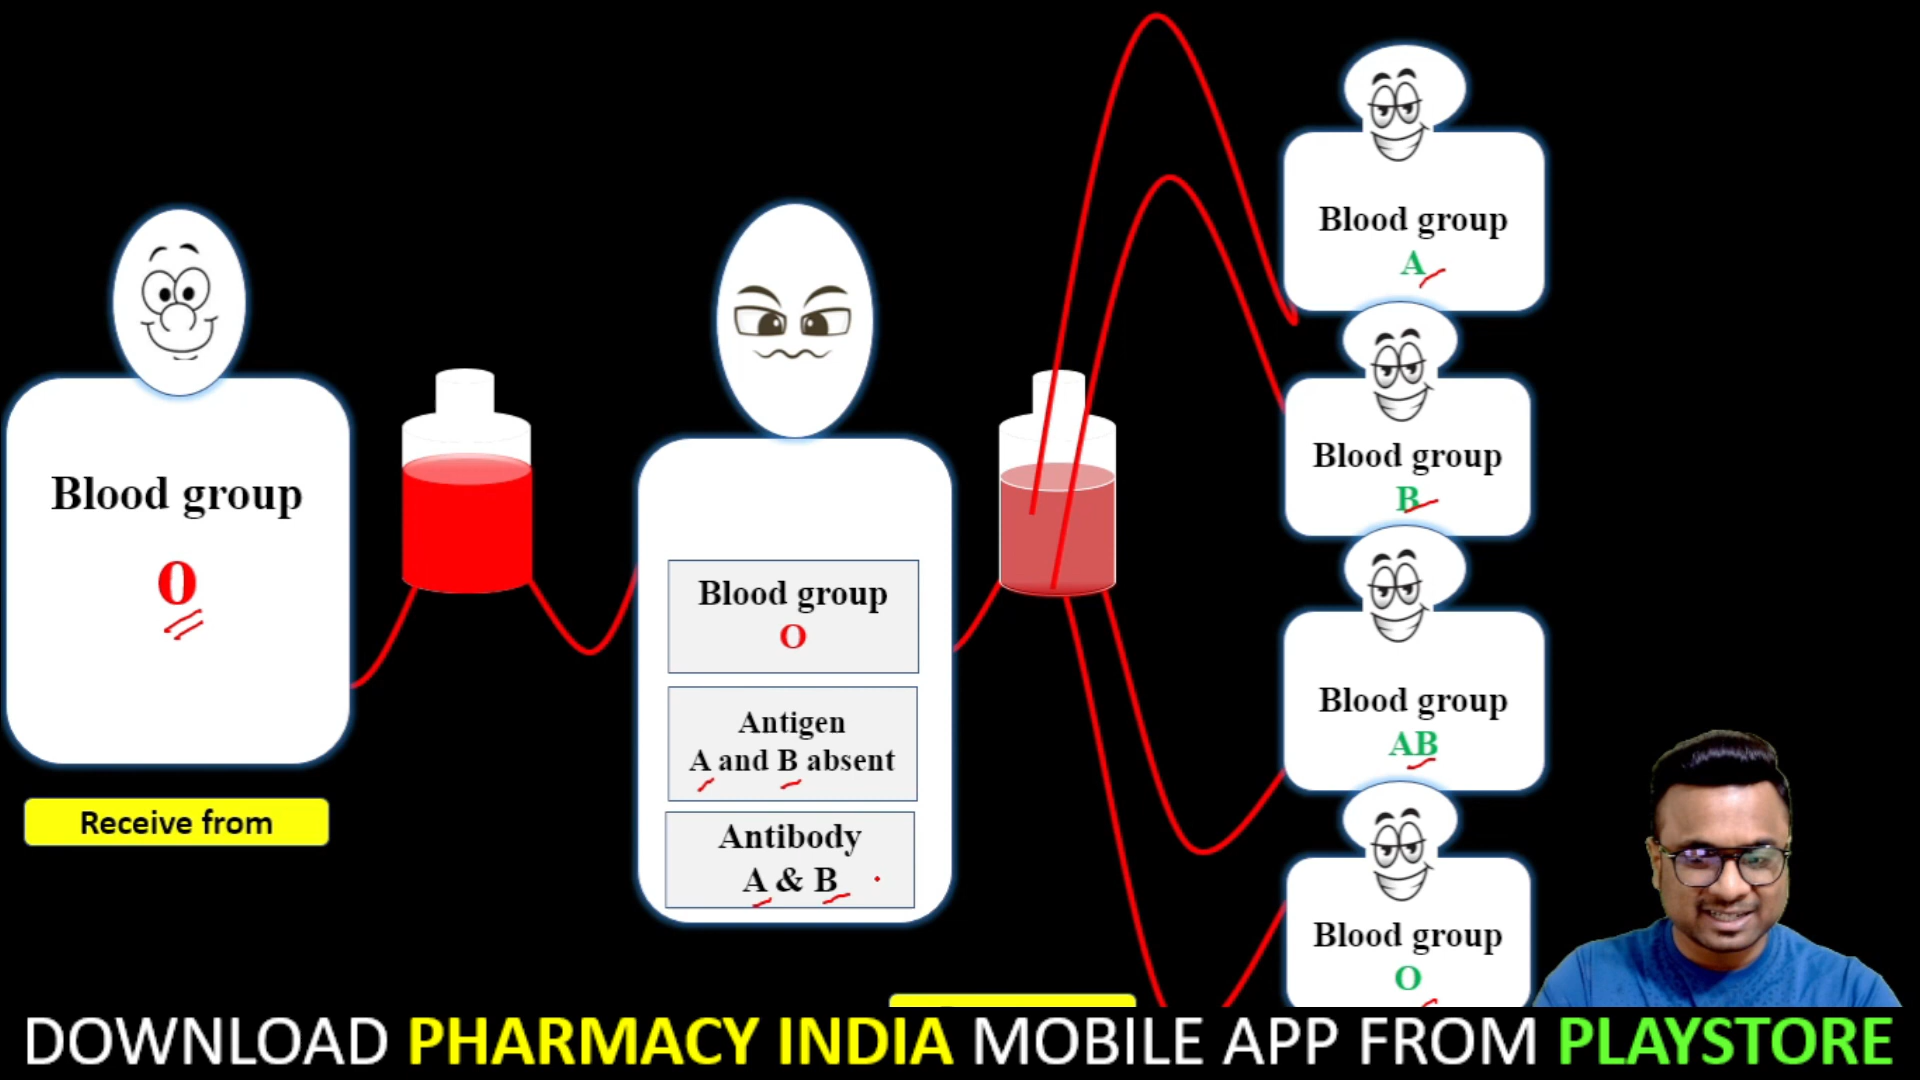 Blood group
O
Receive from
Blood group
O
Antigen
A and B absent
Antibody
A & B
Blood group
A
Blood group
B
Blood group
AB
Blood group
O
DOWNLOAD PHARMACY INDIA MOBILE APP FROM PLAYSTORE